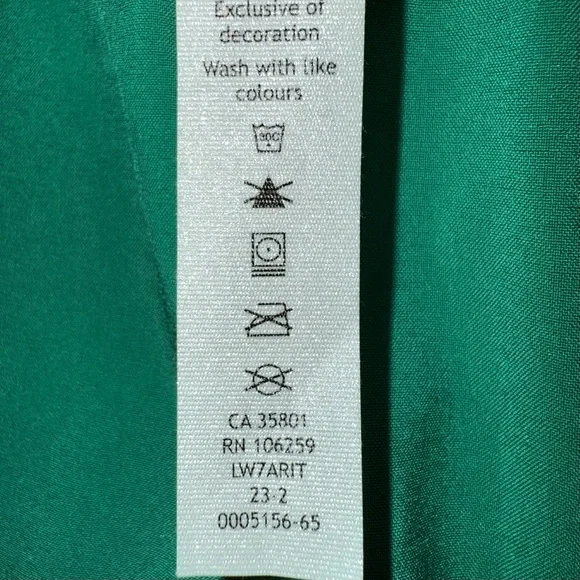 Exclusive of
decoration
Wash with like
colours
30C
CA 35801
RN 106259
LW7ARIT
23-2
0005156-65